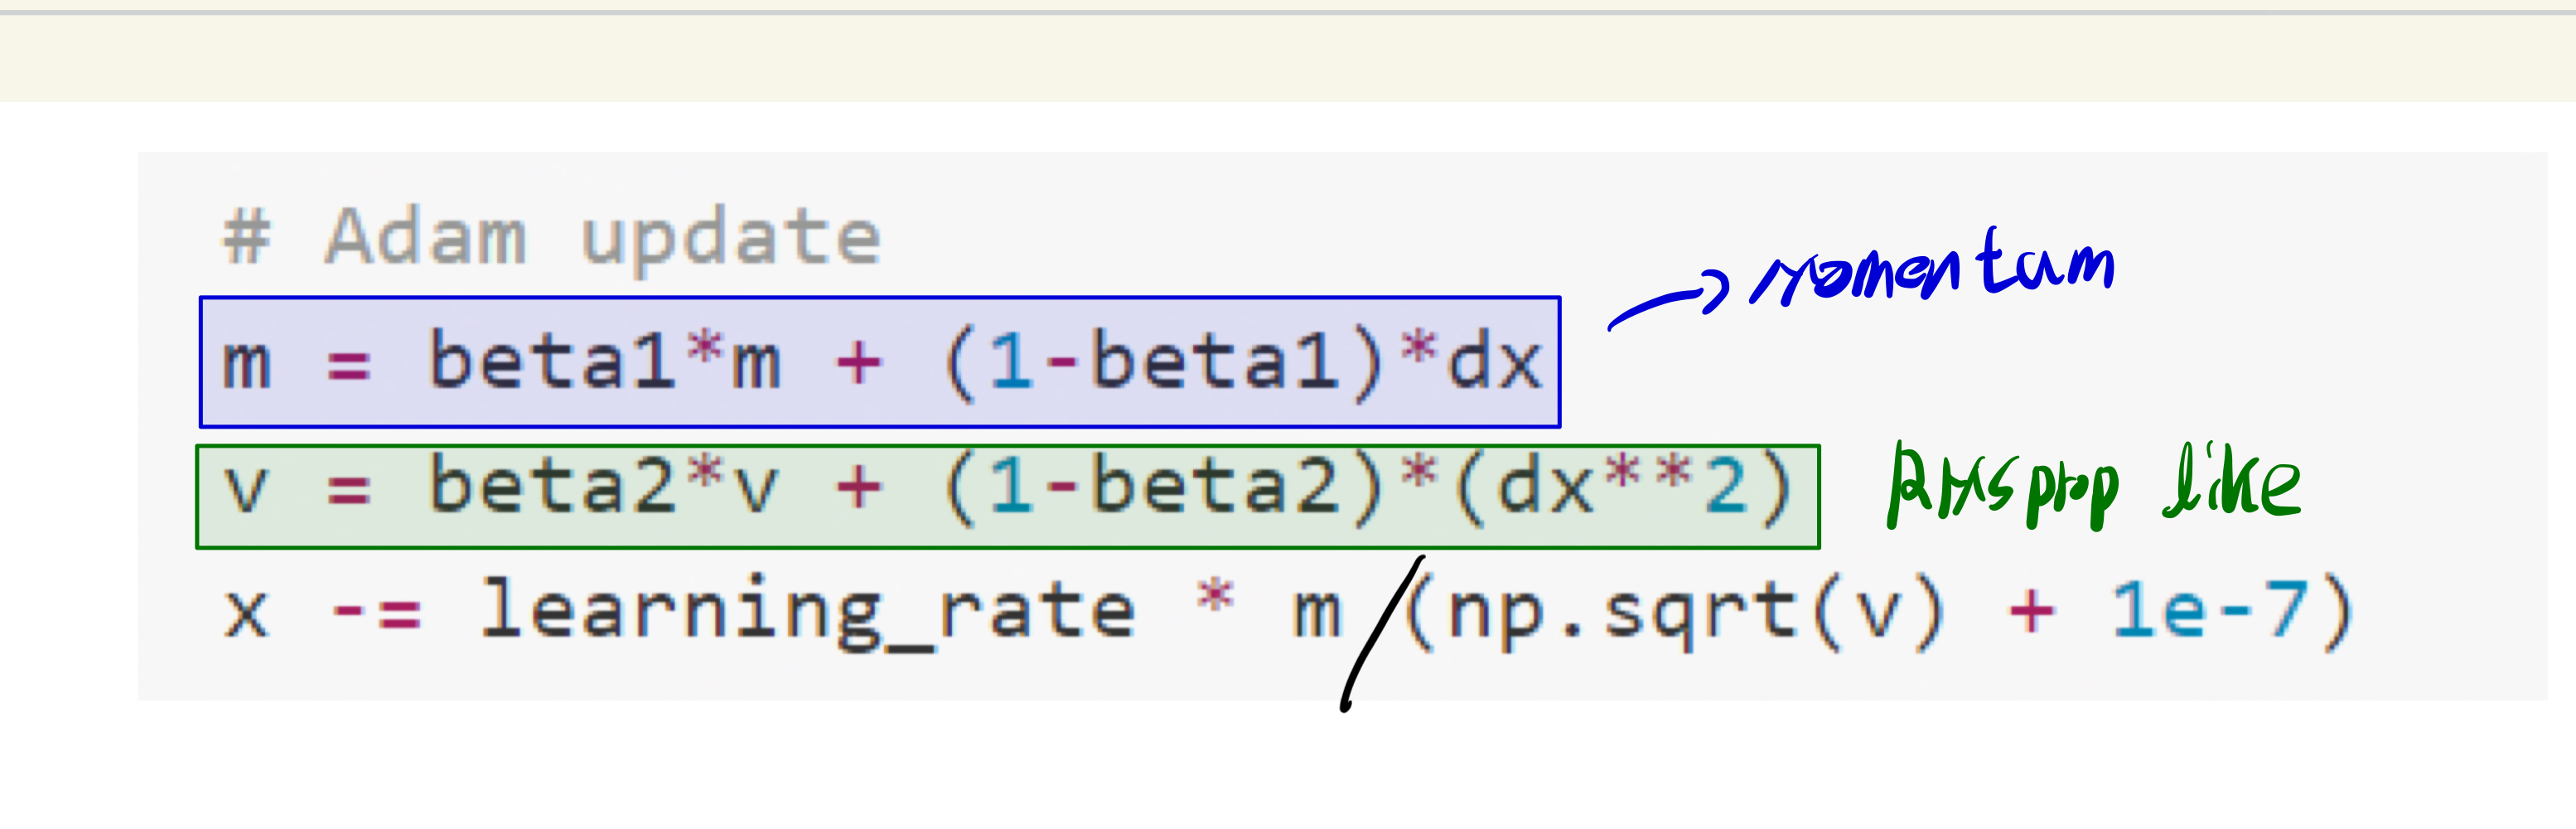 # Adam update
m = beta1*m + (1-beta1)*dx → Momentum
v = beta2*v + (1-beta2)*(dx**2) RMSprop like
x -= learning_rate * m / (np.sqrt(v) + 1e-7)